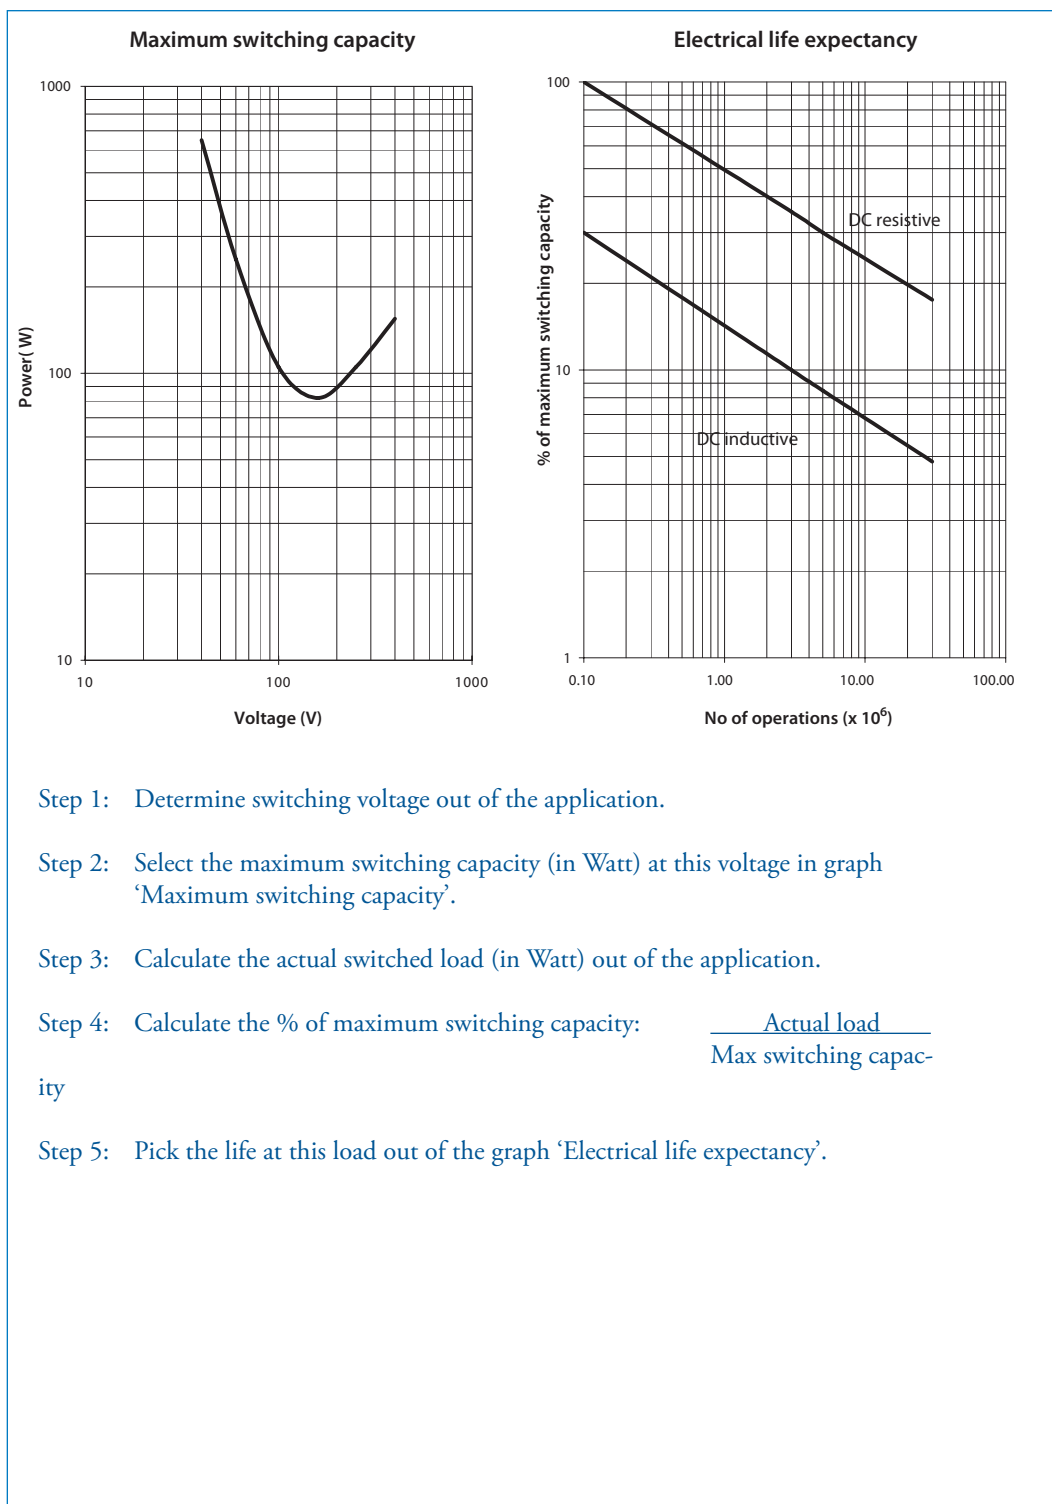 Maximum switching capacity
1000
100
10
10
100
1000
Power( W)
Voltage (V)
Electrical life expectancy
100
10
1
0.10
1.00
10.00
100.00
% of maximum switching capacity
DC resistive
DC inductive
No of operations (x 10⁶)
Step 1: Determine switching voltage out of the application.
Step 2: Select the maximum switching capacity (in Watt) at this voltage in graph
‘Maximum switching capacity’.
Step 3: Calculate the actual switched load (in Watt) out of the application.
Step 4: Calculate the % of maximum switching capacity: Actual load
Max switching capac-
ity
Step 5: Pick the life at this load out of the graph ‘Electrical life expectancy’.